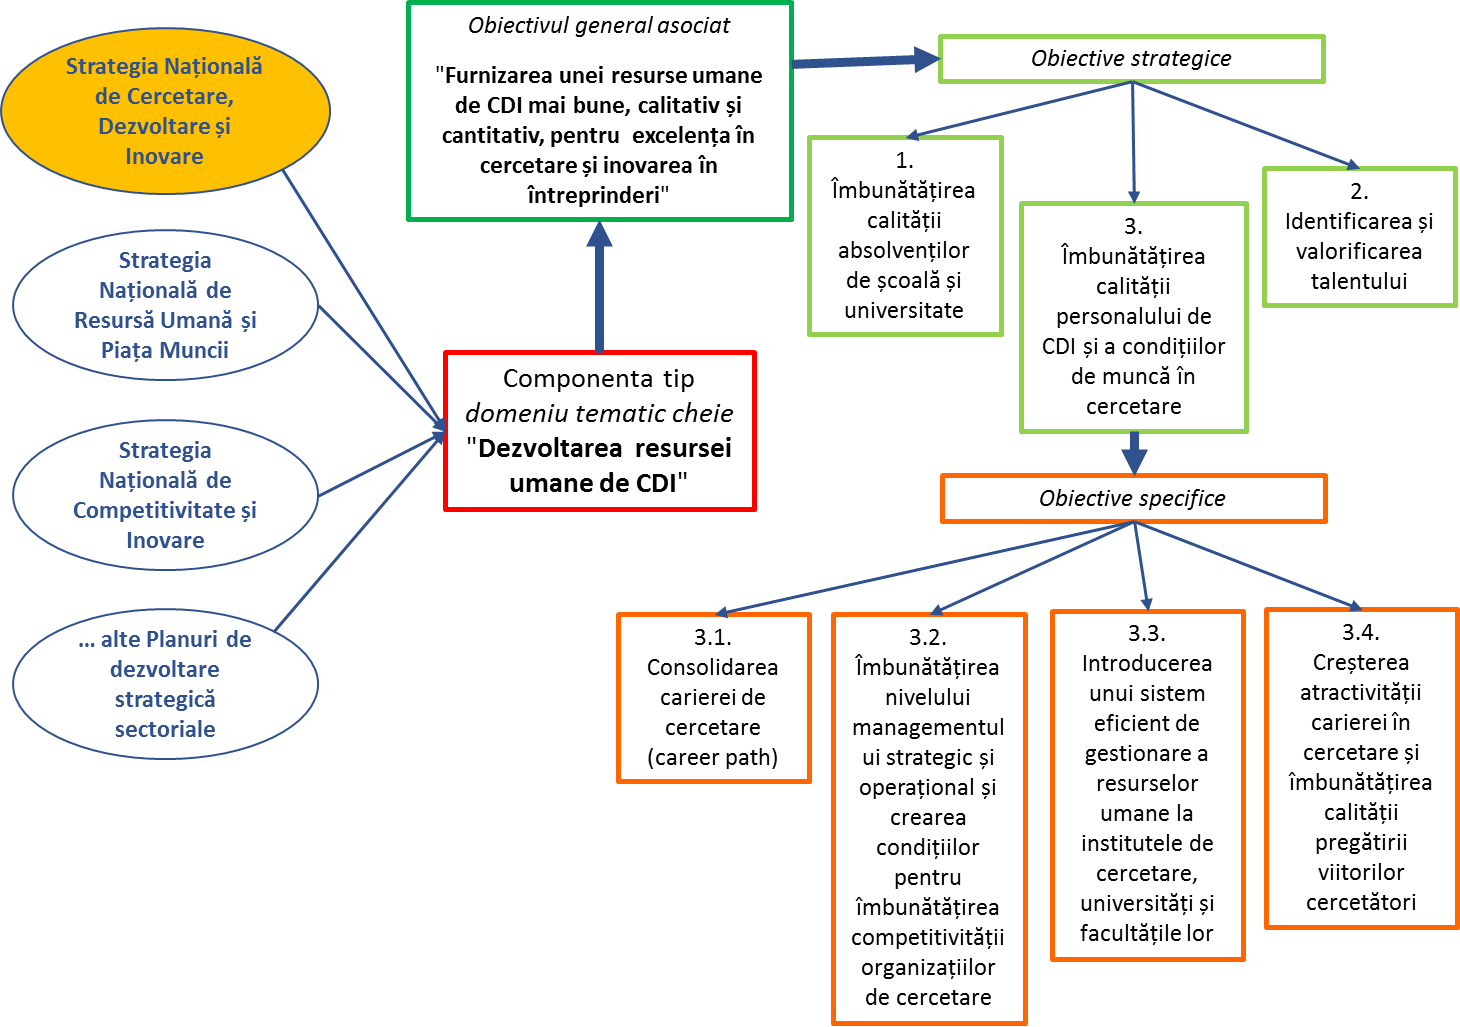 Strategia Națională
de Cercetare,
Dezvoltare și
Inovare
Strategia
Națională de
Resursă Umană și
Piața Muncii
Strategia
Națională de
Competitivitate și
Inovare
... alte Planuri de
dezvoltare
strategică
sectoriale
Obiectivul general asociat
"Furnizarea unei resurse umane
de CDI mai bune, calitativ și
cantitativ, pentru excelența în
cercetare și inovarea în
întreprinderi"
Componenta tip
domeniu tematic cheie
"Dezvoltarea resursei
umane de CDI"
Obiective strategice
1.
Îmbunătățirea
calității
absolvenților
de școală și
universitate
3.
Îmbunătățirea
calității
personalului de
CDI și a condițiilor
de muncă în
cercetare
2.
Identificarea și
valorificarea
talentului
Obiective specifice
3.1.
Consolidarea
carierei de
cercetare
(career path)
3.2.
Îmbunătățirea
nivelului
managementul
ui strategic și
operațional și
crearea
condițiilor
pentru
îmbunătățirea
competitivității
organizațiilor
de cercetare
3.3.
Introducerea
unui sistem
eficient de
gestionare a
resurselor
umane la
institutele de
cercetare,
universități și
facultățile lor
3.4.
Creșterea
atractivității
carierei în
cercetare și
îmbunătățirea
calității
pregătirii
viitorilor
cercetători